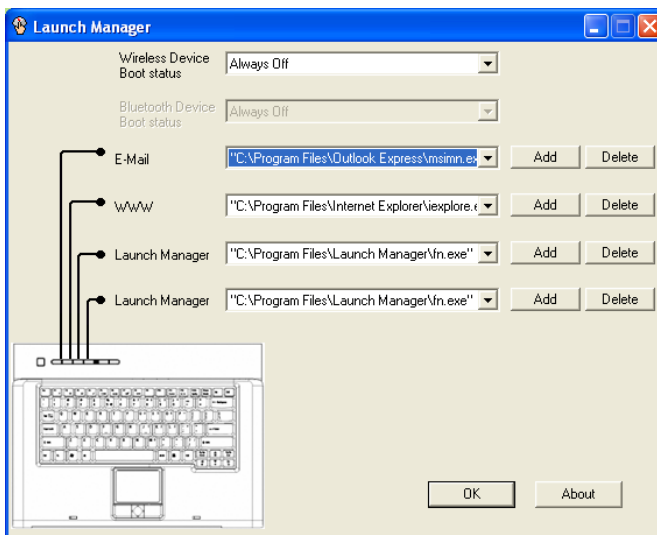 Launch Manager
Wireless Device
Boot status
Always Off
Bluetooth Device
Boot status
Always Off
E-Mail
"C:\Program Files\Outlook Express\msimn.ex
Add
Delete
WWW
"C:\Program Files\Internet Explorer\iexplore.e
Add
Delete
Launch Manager
"C:\Program Files\Launch Manager\fn.exe"
Add
Delete
Launch Manager
"C:\Program Files\Launch Manager\fn.exe"
Add
Delete
OK
About